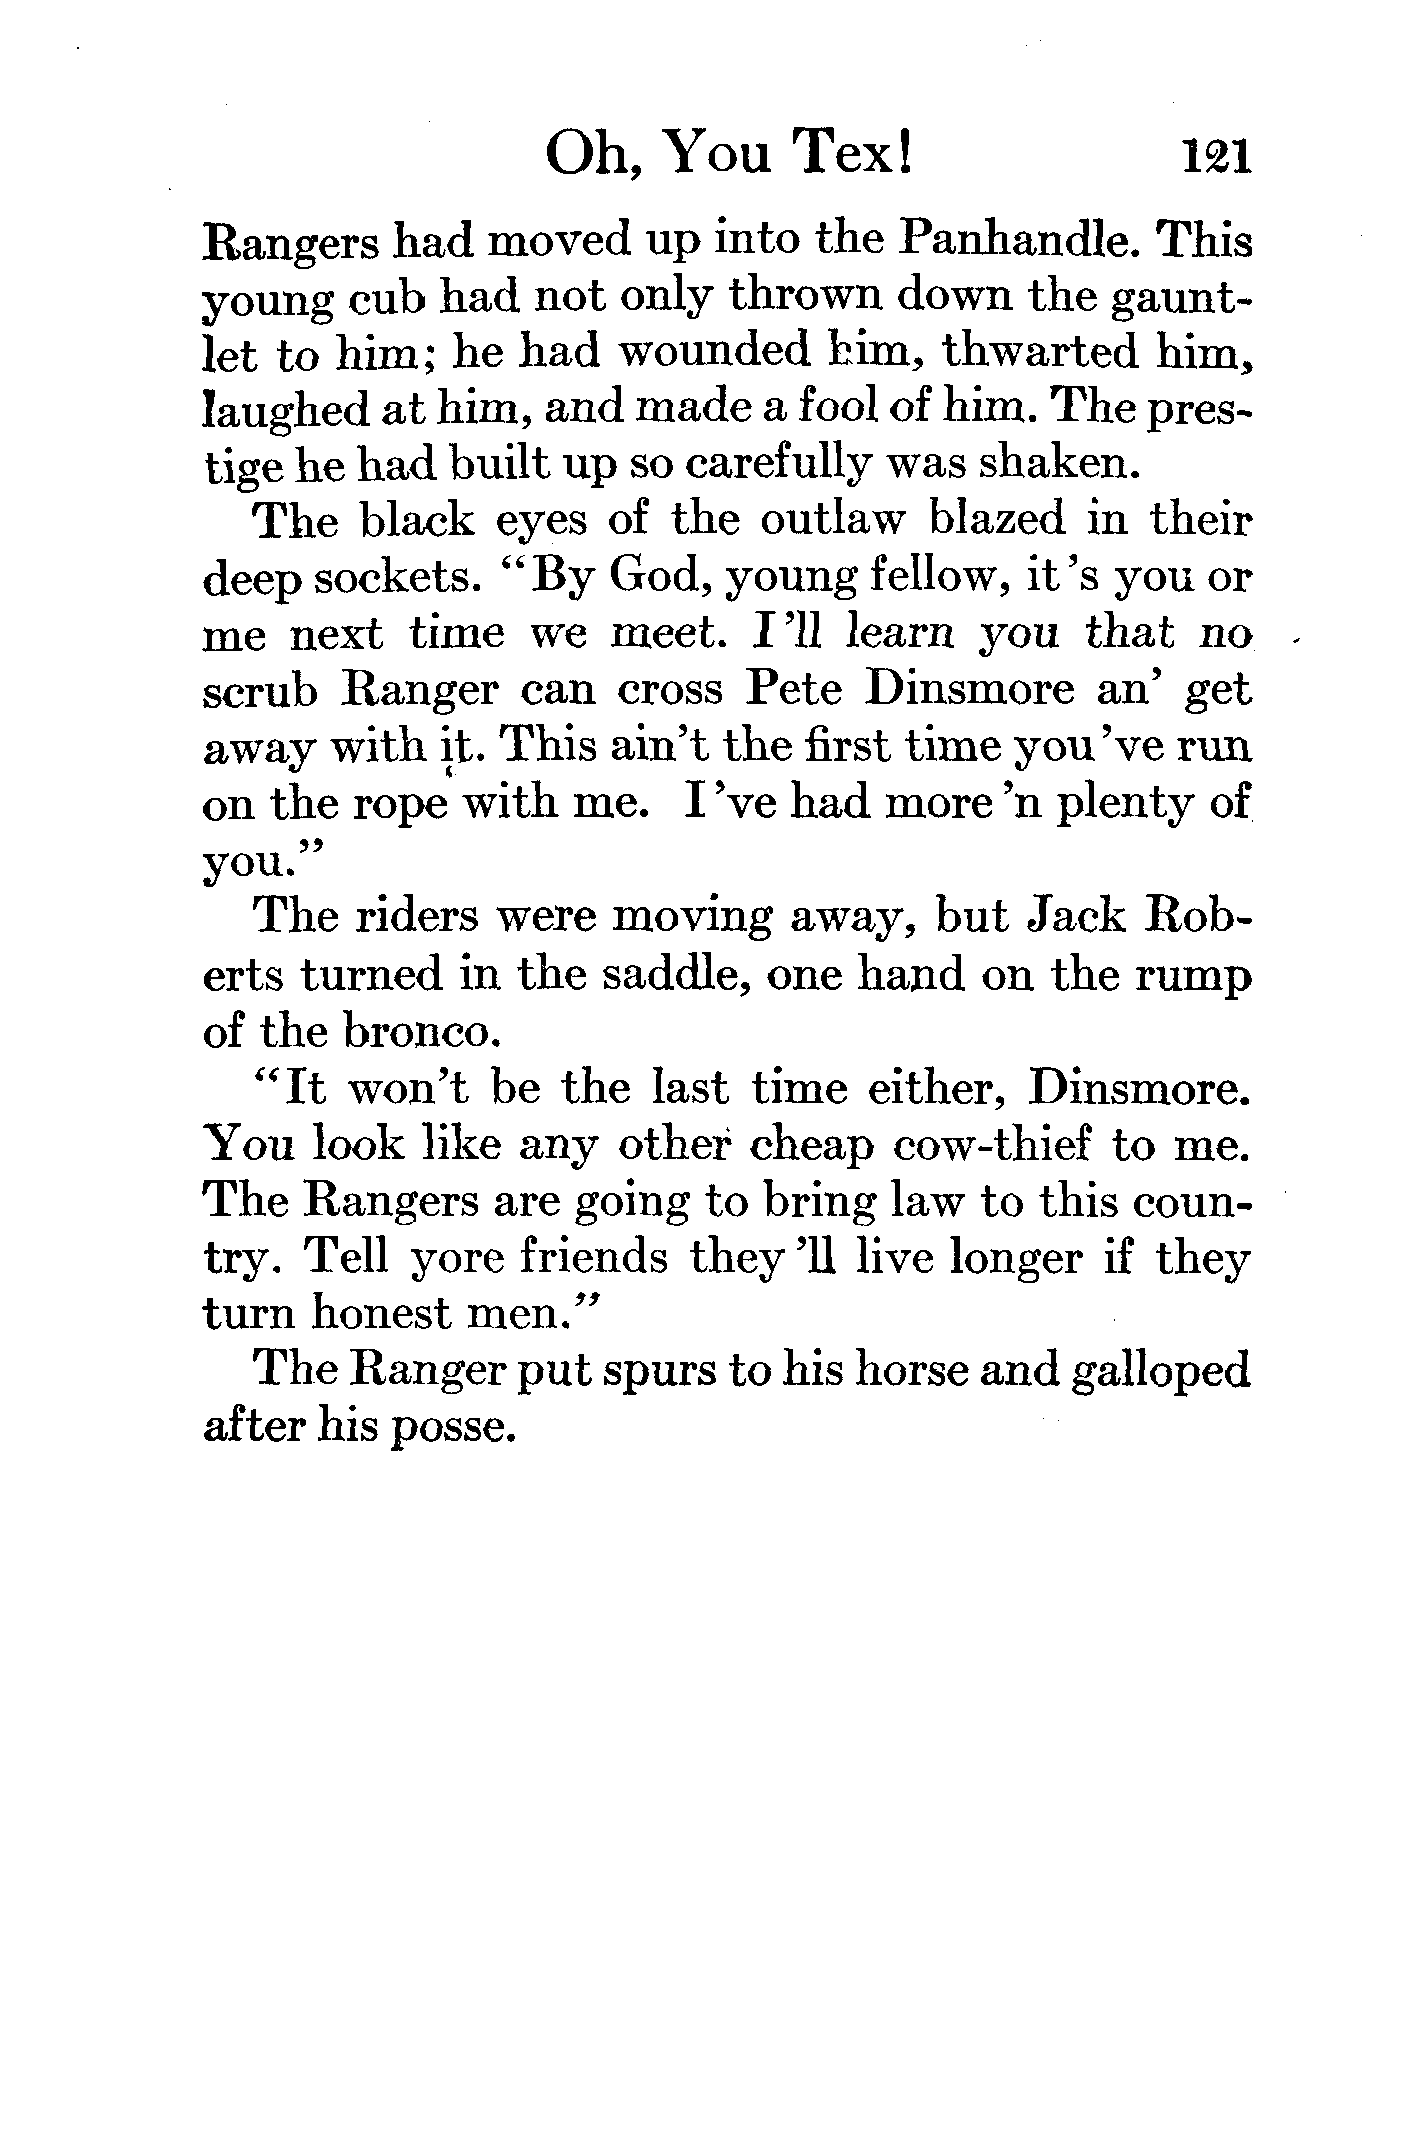 Oh, You Tex! 121
Rangers had moved up into the Panhandle. This
young cub had not only thrown down the gaunt-
let to him; he had wounded him, thwarted him,
laughed at him, and made a fool of him. The pres-
tige he had built up so carefully was shaken.
The black eyes of the outlaw blazed in their
deep sockets. "By God, young fellow, it 's you or
me next time we meet. I 'll learn you that no
scrub Ranger can cross Pete Dinsmore an' get
away with it. This ain't the first time you 've run
on the rope with me. I 've had more 'n plenty of
you."
The riders were moving away, but Jack Rob-
erts turned in the saddle, one hand on the rump
of the bronco.
"It won't be the last time either, Dinsmore.
You look like any other cheap cow-thief to me.
The Rangers are going to bring law to this coun-
try. Tell yore friends they 'll live longer if they
turn honest men."
The Ranger put spurs to his horse and galloped
after his posse.